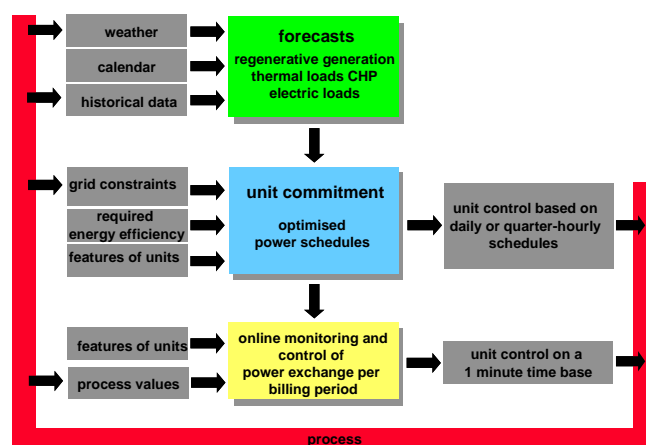 weather
calendar
historical data
forecasts
regenerative generation
thermal loads CHP
electric loads
grid constraints
required
energy efficiency
features of units
unit commitment
optimised
power schedules
unit control based on
daily or quarter-hourly
schedules
features of units
process values
online monitoring and
control of
power exchange per
billing period
unit control on a
1 minute time base
process